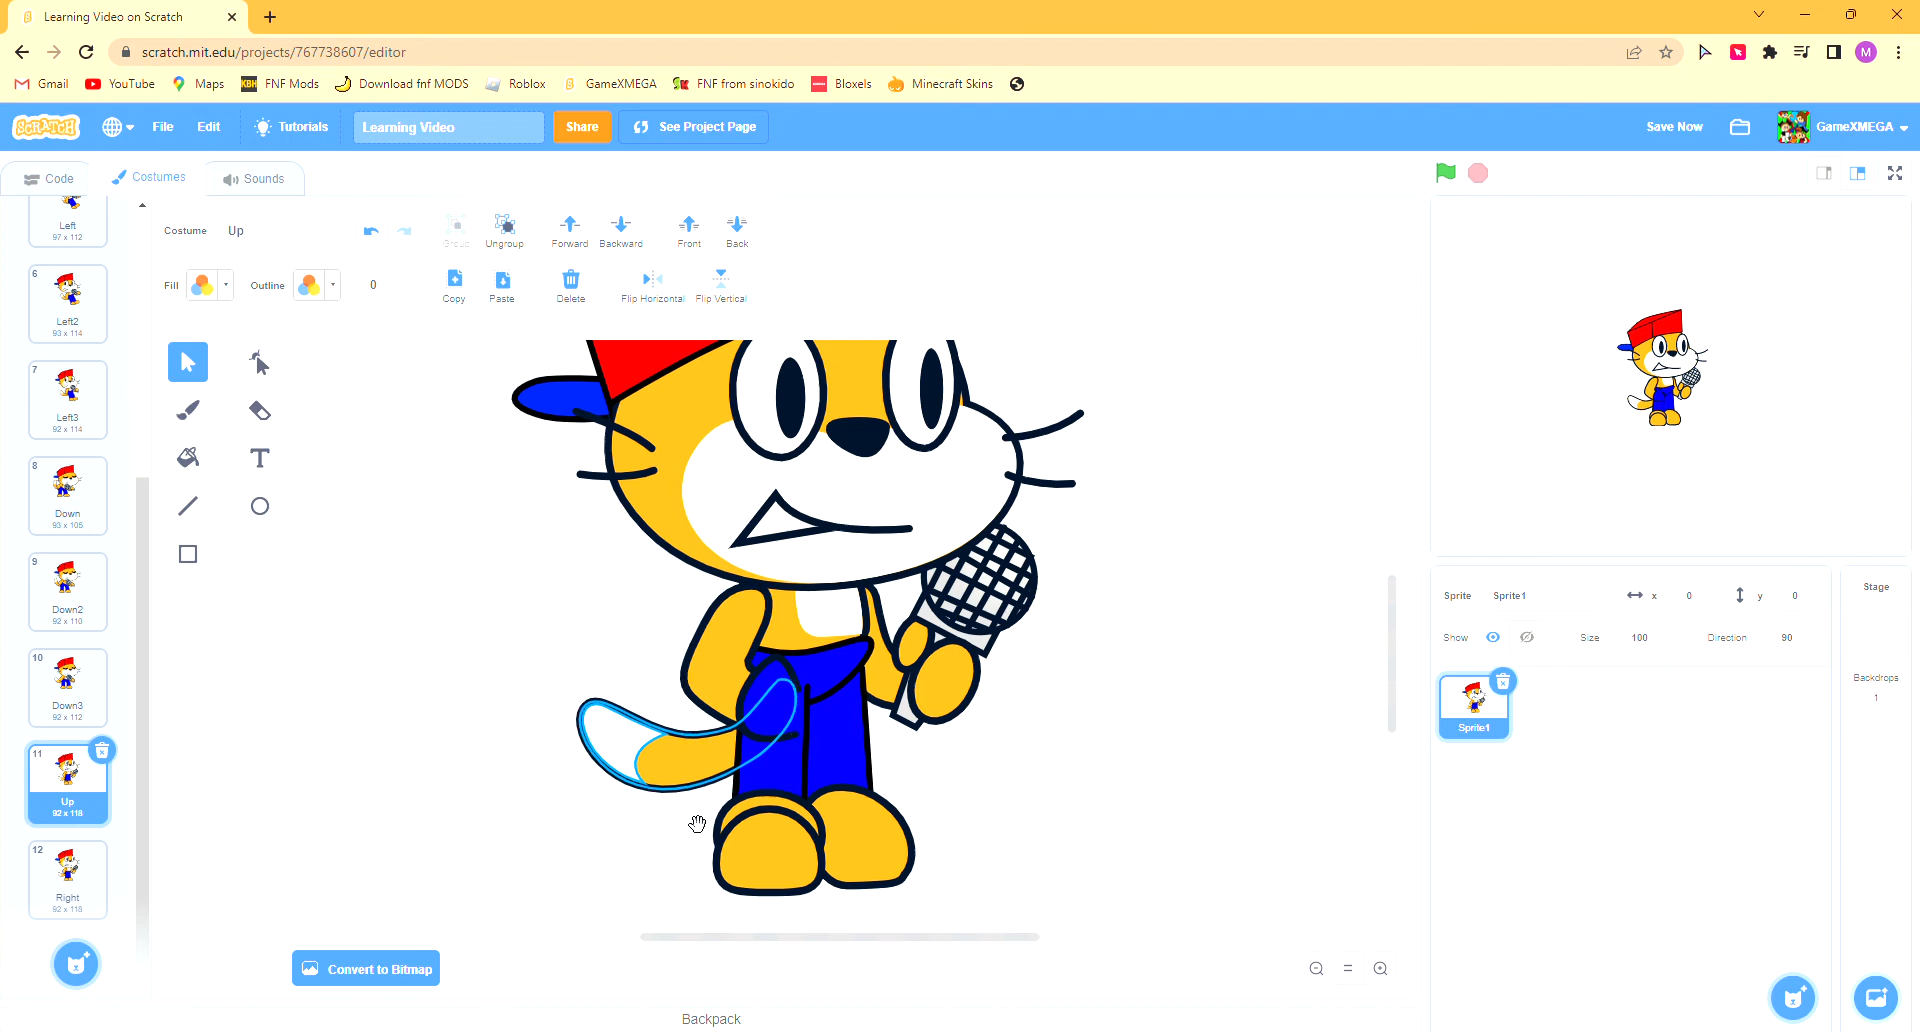 Learning Video on Scratch
scratch.mit.edu/projects/767738607/editor
M
Gmail YouTube Maps KBH FNF Mods Download fnf MODS Roblox GameXMEGA FNF from sinokido Bloxels Minecraft Skins
SCRATCH File Edit Tutorials Learning Video Share See Project Page Save Now GameXMEGA
Code Costumes Sounds
Left
97 x 112
6
Left2
93 x 114
7
Left3
92 x 114
8
Down
93 x 105
9
Down2
92 x 110
10
Down3
92 x 112
11
Up
92 x 118
12
Right
92 x 118
Costume Up Group Ungroup Forward Backward Front Back
Fill Outline 0 Copy Paste Delete Flip Horizontal Flip Vertical
T
Convert to Bitmap
Backpack
Sprite Sprite1 x 0 y 0
Show Size 100 Direction 90
Sprite1
Stage
Backdrops
1